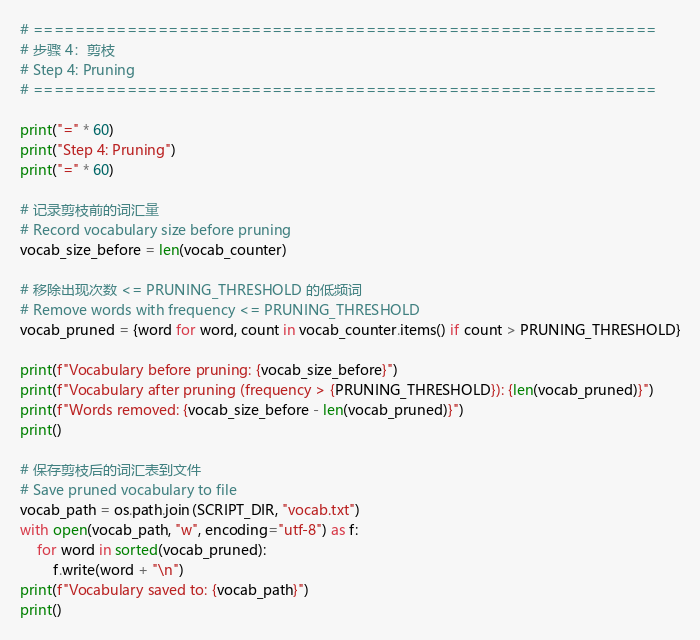 # ============================================================
# 步骤 4：剪枝
# Step 4: Pruning
# ============================================================
print("=" * 60)
print("Step 4: Pruning")
print("=" * 60)
# 记录剪枝前的词汇量
# Record vocabulary size before pruning
vocab_size_before = len(vocab_counter)
# 移除出现次数 <= PRUNING_THRESHOLD 的低频词
# Remove words with frequency <= PRUNING_THRESHOLD
vocab_pruned = {word for word, count in vocab_counter.items() if count > PRUNING_THRESHOLD}
print(f"Vocabulary before pruning: {vocab_size_before}")
print(f"Vocabulary after pruning (frequency > {PRUNING_THRESHOLD}): {len(vocab_pruned)}")
print(f"Words removed: {vocab_size_before - len(vocab_pruned)}")
print()
# 保存剪枝后的词汇表到文件
# Save pruned vocabulary to file
vocab_path = os.path.join(SCRIPT_DIR, "vocab.txt")
with open(vocab_path, "w", encoding="utf-8") as f:
    for word in sorted(vocab_pruned):
        f.write(word + "\n")
print(f"Vocabulary saved to: {vocab_path}")
print()